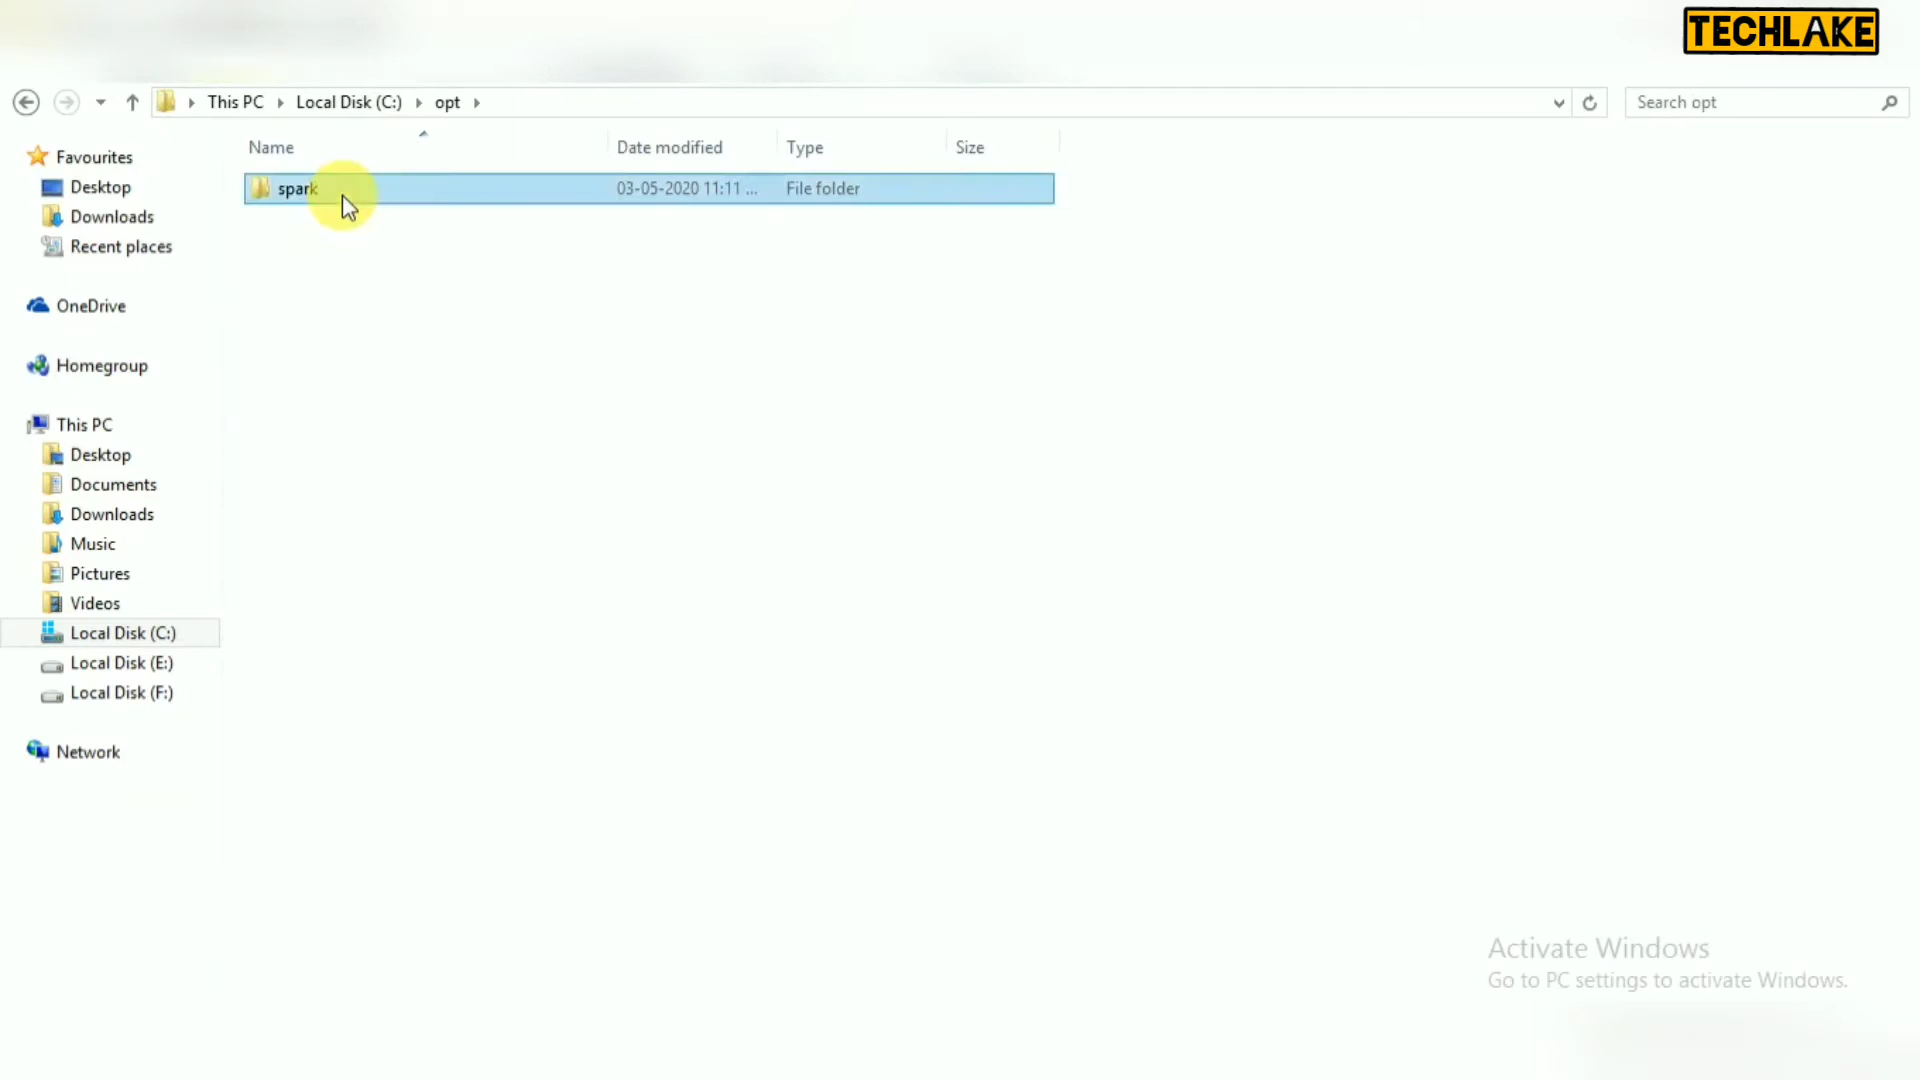 TECHLAKE
This PC Local Disk (C:) opt
Search opt
Name Date modified Type Size
spark 03-05-2020 11:11 ... File folder
Favourites
Desktop
Downloads
Recent places
OneDrive
Homegroup
This PC
Desktop
Documents
Downloads
Music
Pictures
Videos
Local Disk (C:)
Local Disk (E:)
Local Disk (F:)
Network
Activate Windows
Go to PC settings to activate Windows.